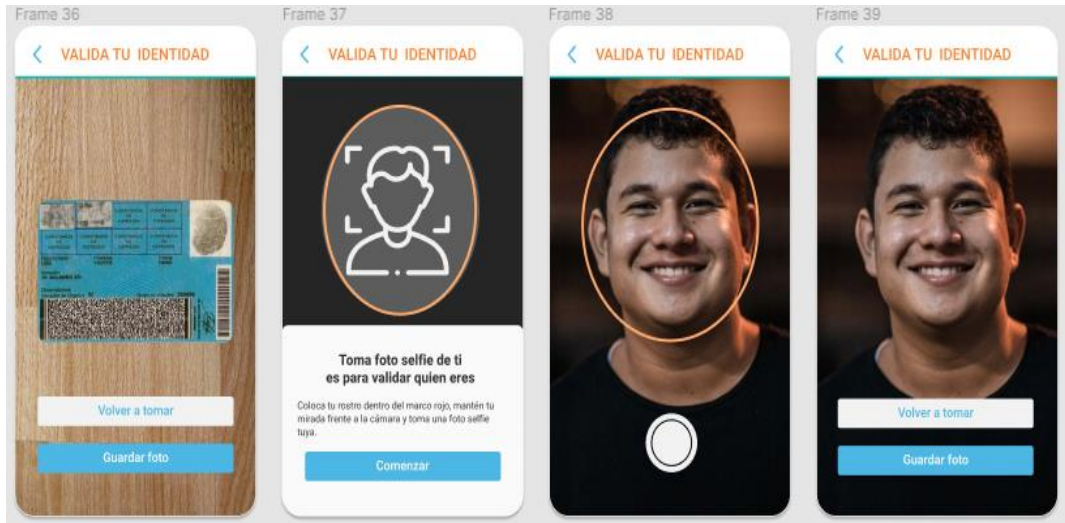 Frame 36
VALIDA TU IDENTIDAD
Volver a tomar
Guardar foto
Frame 37
VALIDA TU IDENTIDAD
Toma foto selfie de ti
es para validar quien eres
Coloca tu rostro dentro del marco rojo, mantén tu
mirada frente a la cámara y toma una foto selfie
tuya.
Comenzar
Frame 38
VALIDA TU IDENTIDAD
Frame 39
VALIDA TU IDENTIDAD
Volver a tomar
Guardar foto